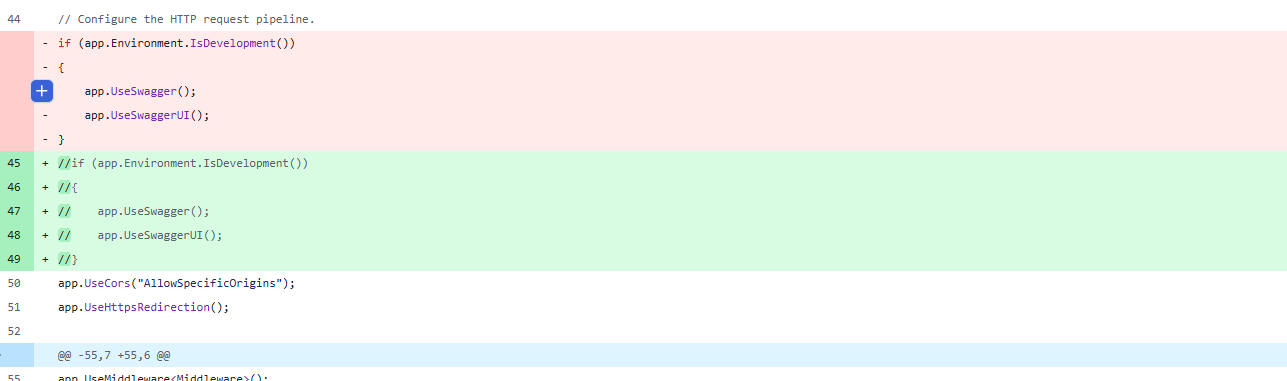 44 // Configure the HTTP request pipeline.
- if (app.Environment.IsDevelopment())
- {
+ app.UseSwagger();
- app.UseSwaggerUI();
- }
45 + //if (app.Environment.IsDevelopment())
46 + //{
47 + //    app.UseSwagger();
48 + //    app.UseSwaggerUI();
49 + //}
50 app.UseCors("AllowSpecificOrigins");
51 app.UseHttpsRedirection();
52
@@ -55,7 +55,6 @@
55 app.UseMiddleware<Middleware>();